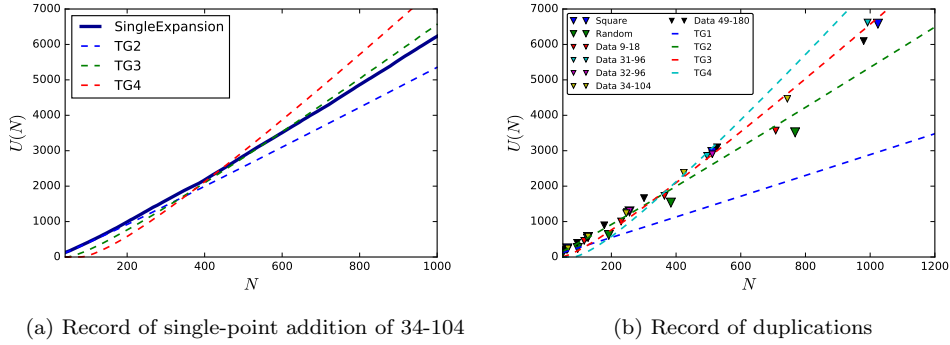 7000
6000
5000
4000
3000
2000
1000
0
U(N)
SingleExpansion
TG2
TG3
TG4
200
400
600
800
1000
N
7000
6000
5000
4000
3000
2000
1000
0
U(N)
Square
Random
Data 9-18
Data 31-96
Data 32-96
Data 34-104
Data 49-180
TG1
TG2
TG3
TG4
200
400
600
800
1000
1200
N
(a) Record of single-point addition of 34-104
(b) Record of duplications